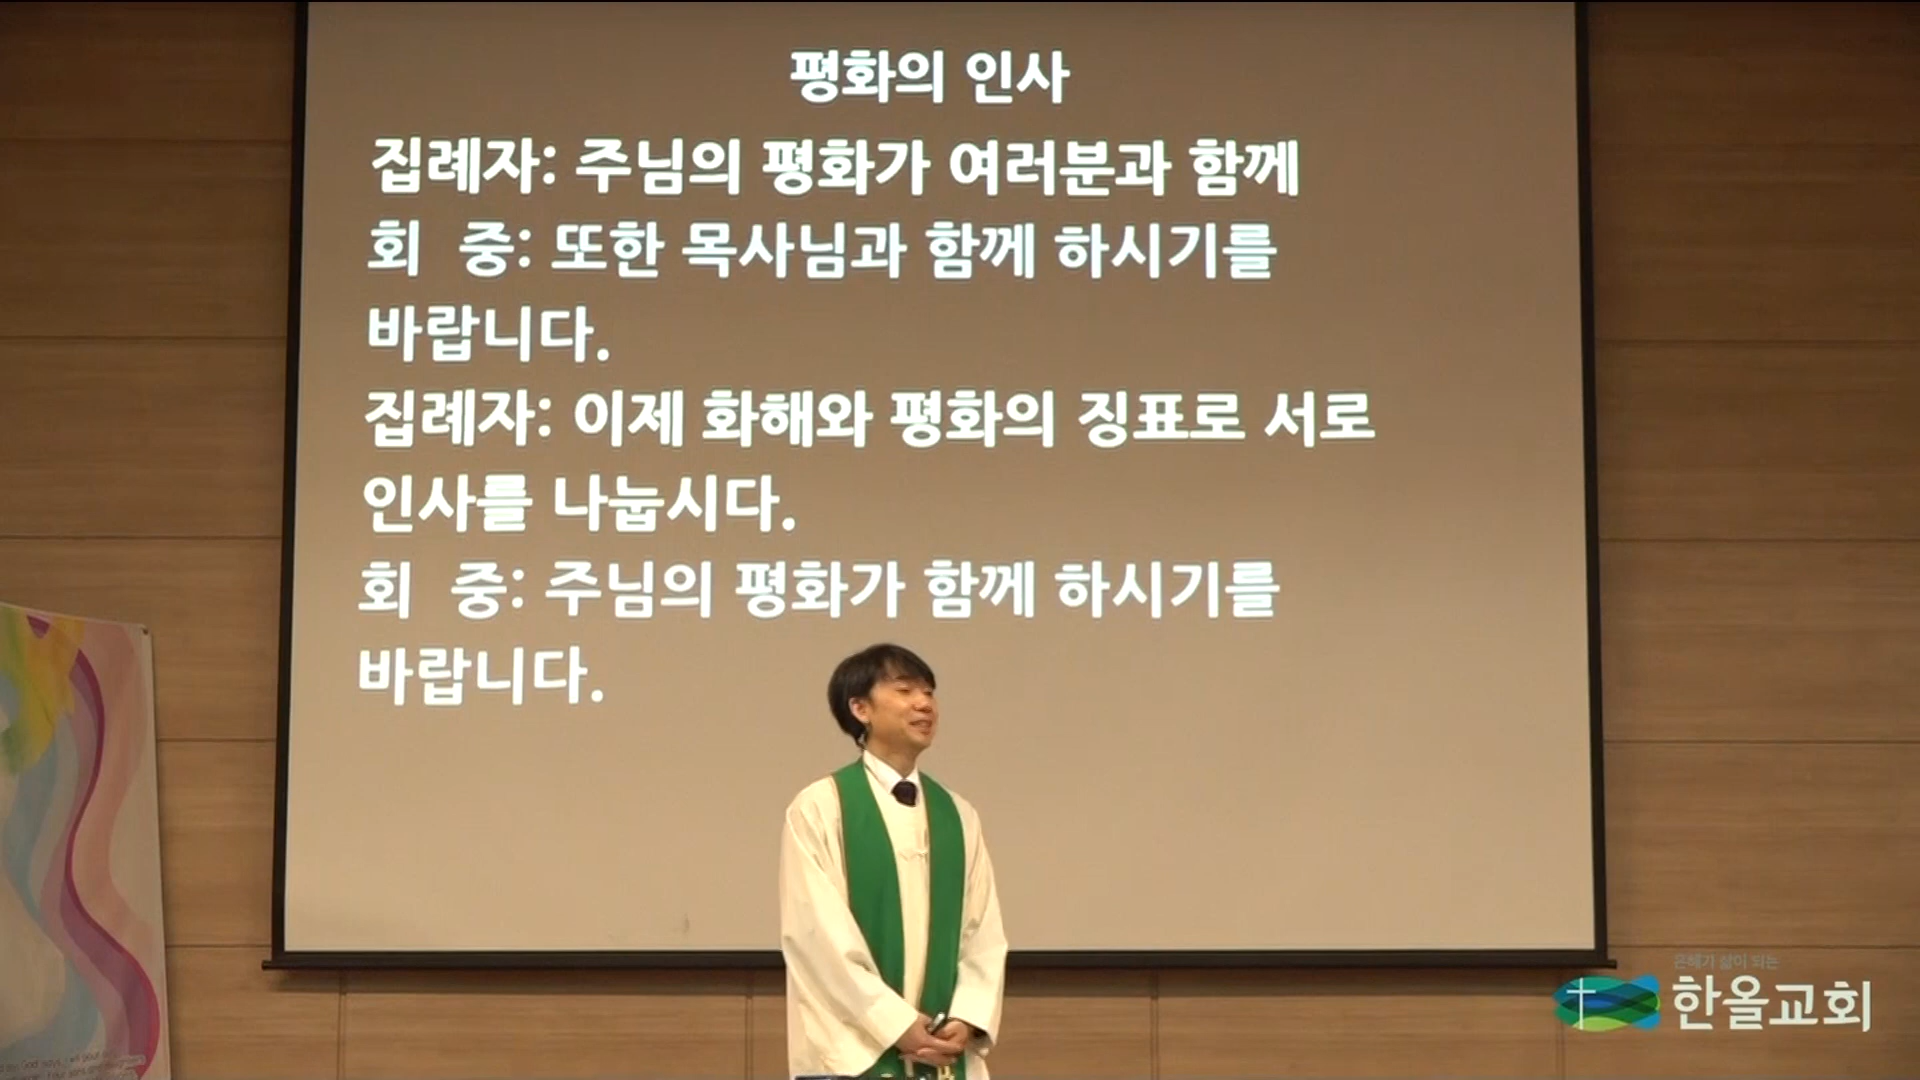 평화의 인사
집례자: 주님의 평화가 여러분과 함께
회 중: 또한 목사님과 함께 하시기를
바랍니다.
집례자: 이제 화해와 평화의 징표로 서로
인사를 나눕시다.
회 중: 주님의 평화가 함께 하시기를
바랍니다.
은혜가 삶이 되는
한올교회